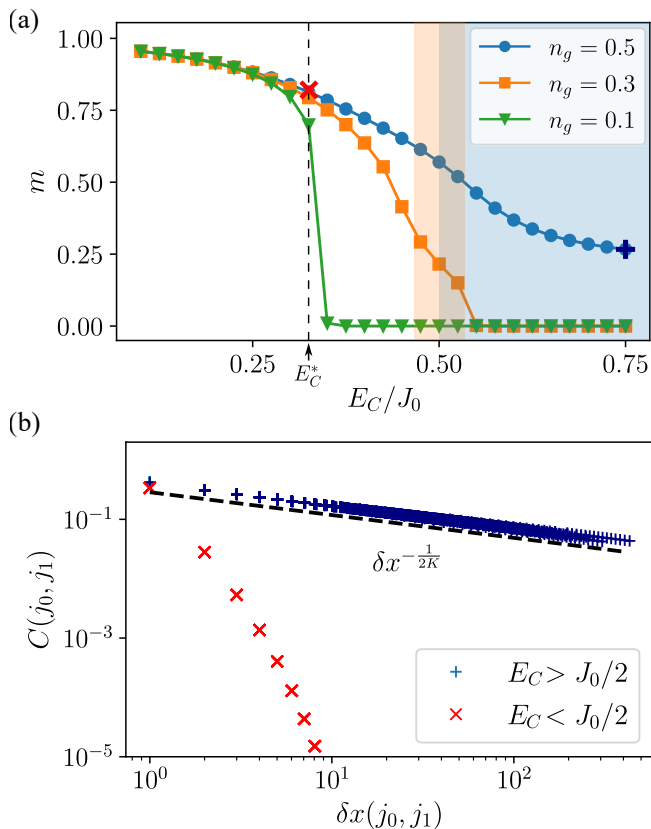 (a)
1.00
0.75
0.50
0.25
0.00
m
n_g = 0.5
n_g = 0.3
n_g = 0.1
0.25
0.50
0.75
E_C^*
E_C/J_0
(b)
10^{-1}
10^{-3}
10^{-5}
C(j_0, j_1)
δx^{-\frac{1}{2K}}
E_C > J_0/2
E_C < J_0/2
10^0
10^1
10^2
δx(j_0, j_1)